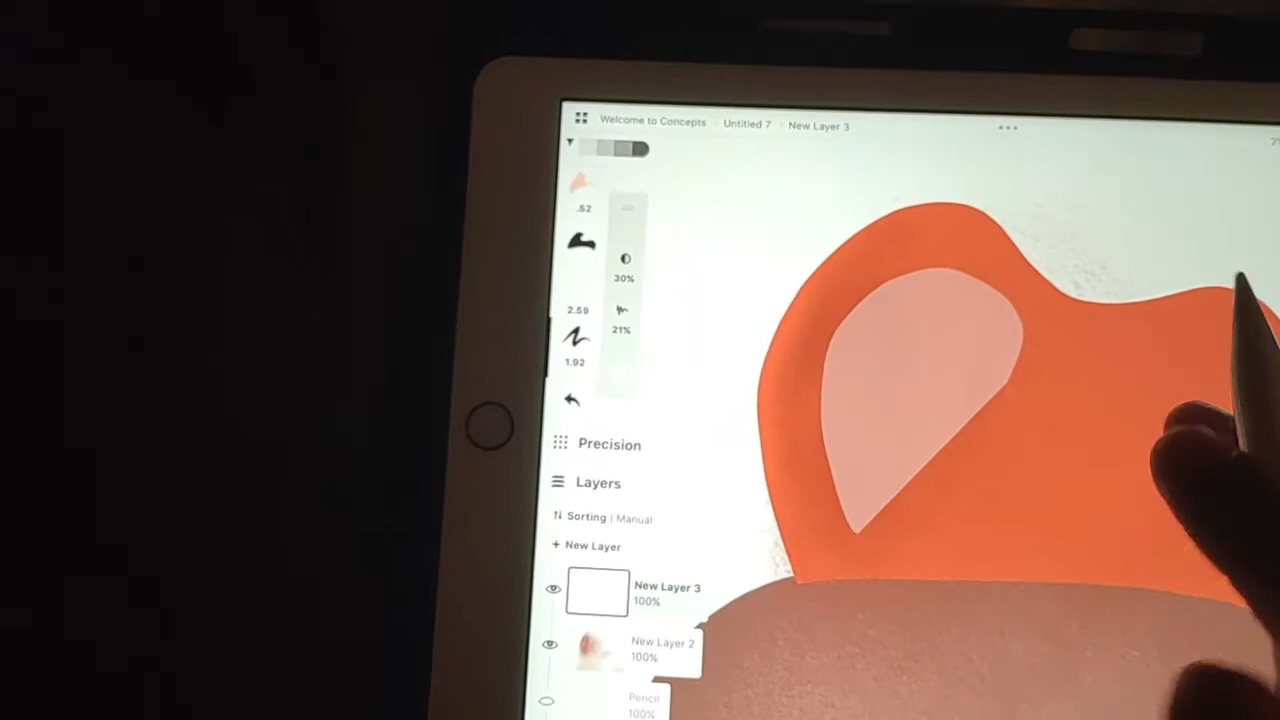 Welcome to Concepts Untitled 7 New Layer 3
.52
30%
2.59
21%
1.92
Precision
Layers
Sorting | Manual
+ New Layer
New Layer 3
100%
New Layer 2
100%
Pencil
100%